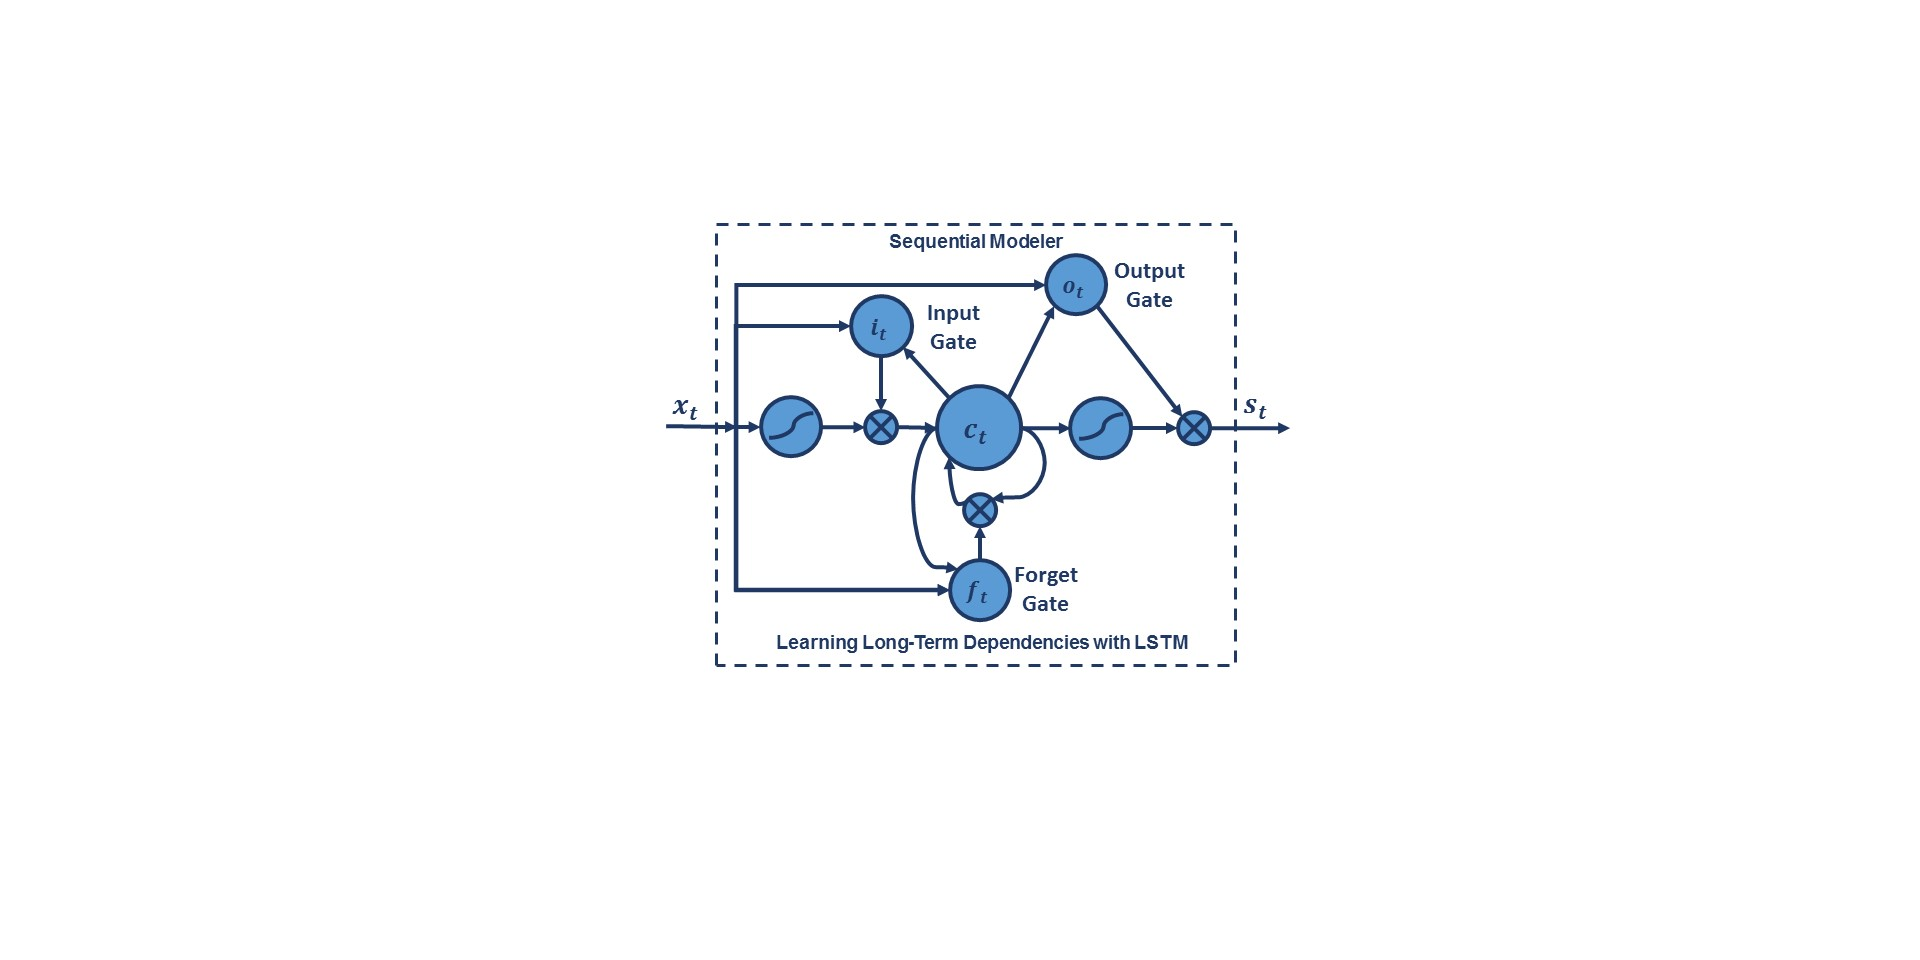 Sequential Modeler
o_t
Output
Gate
i_t
Input
Gate
x_t
c_t
s_t
f_t
Forget
Gate
Learning Long-Term Dependencies with LSTM